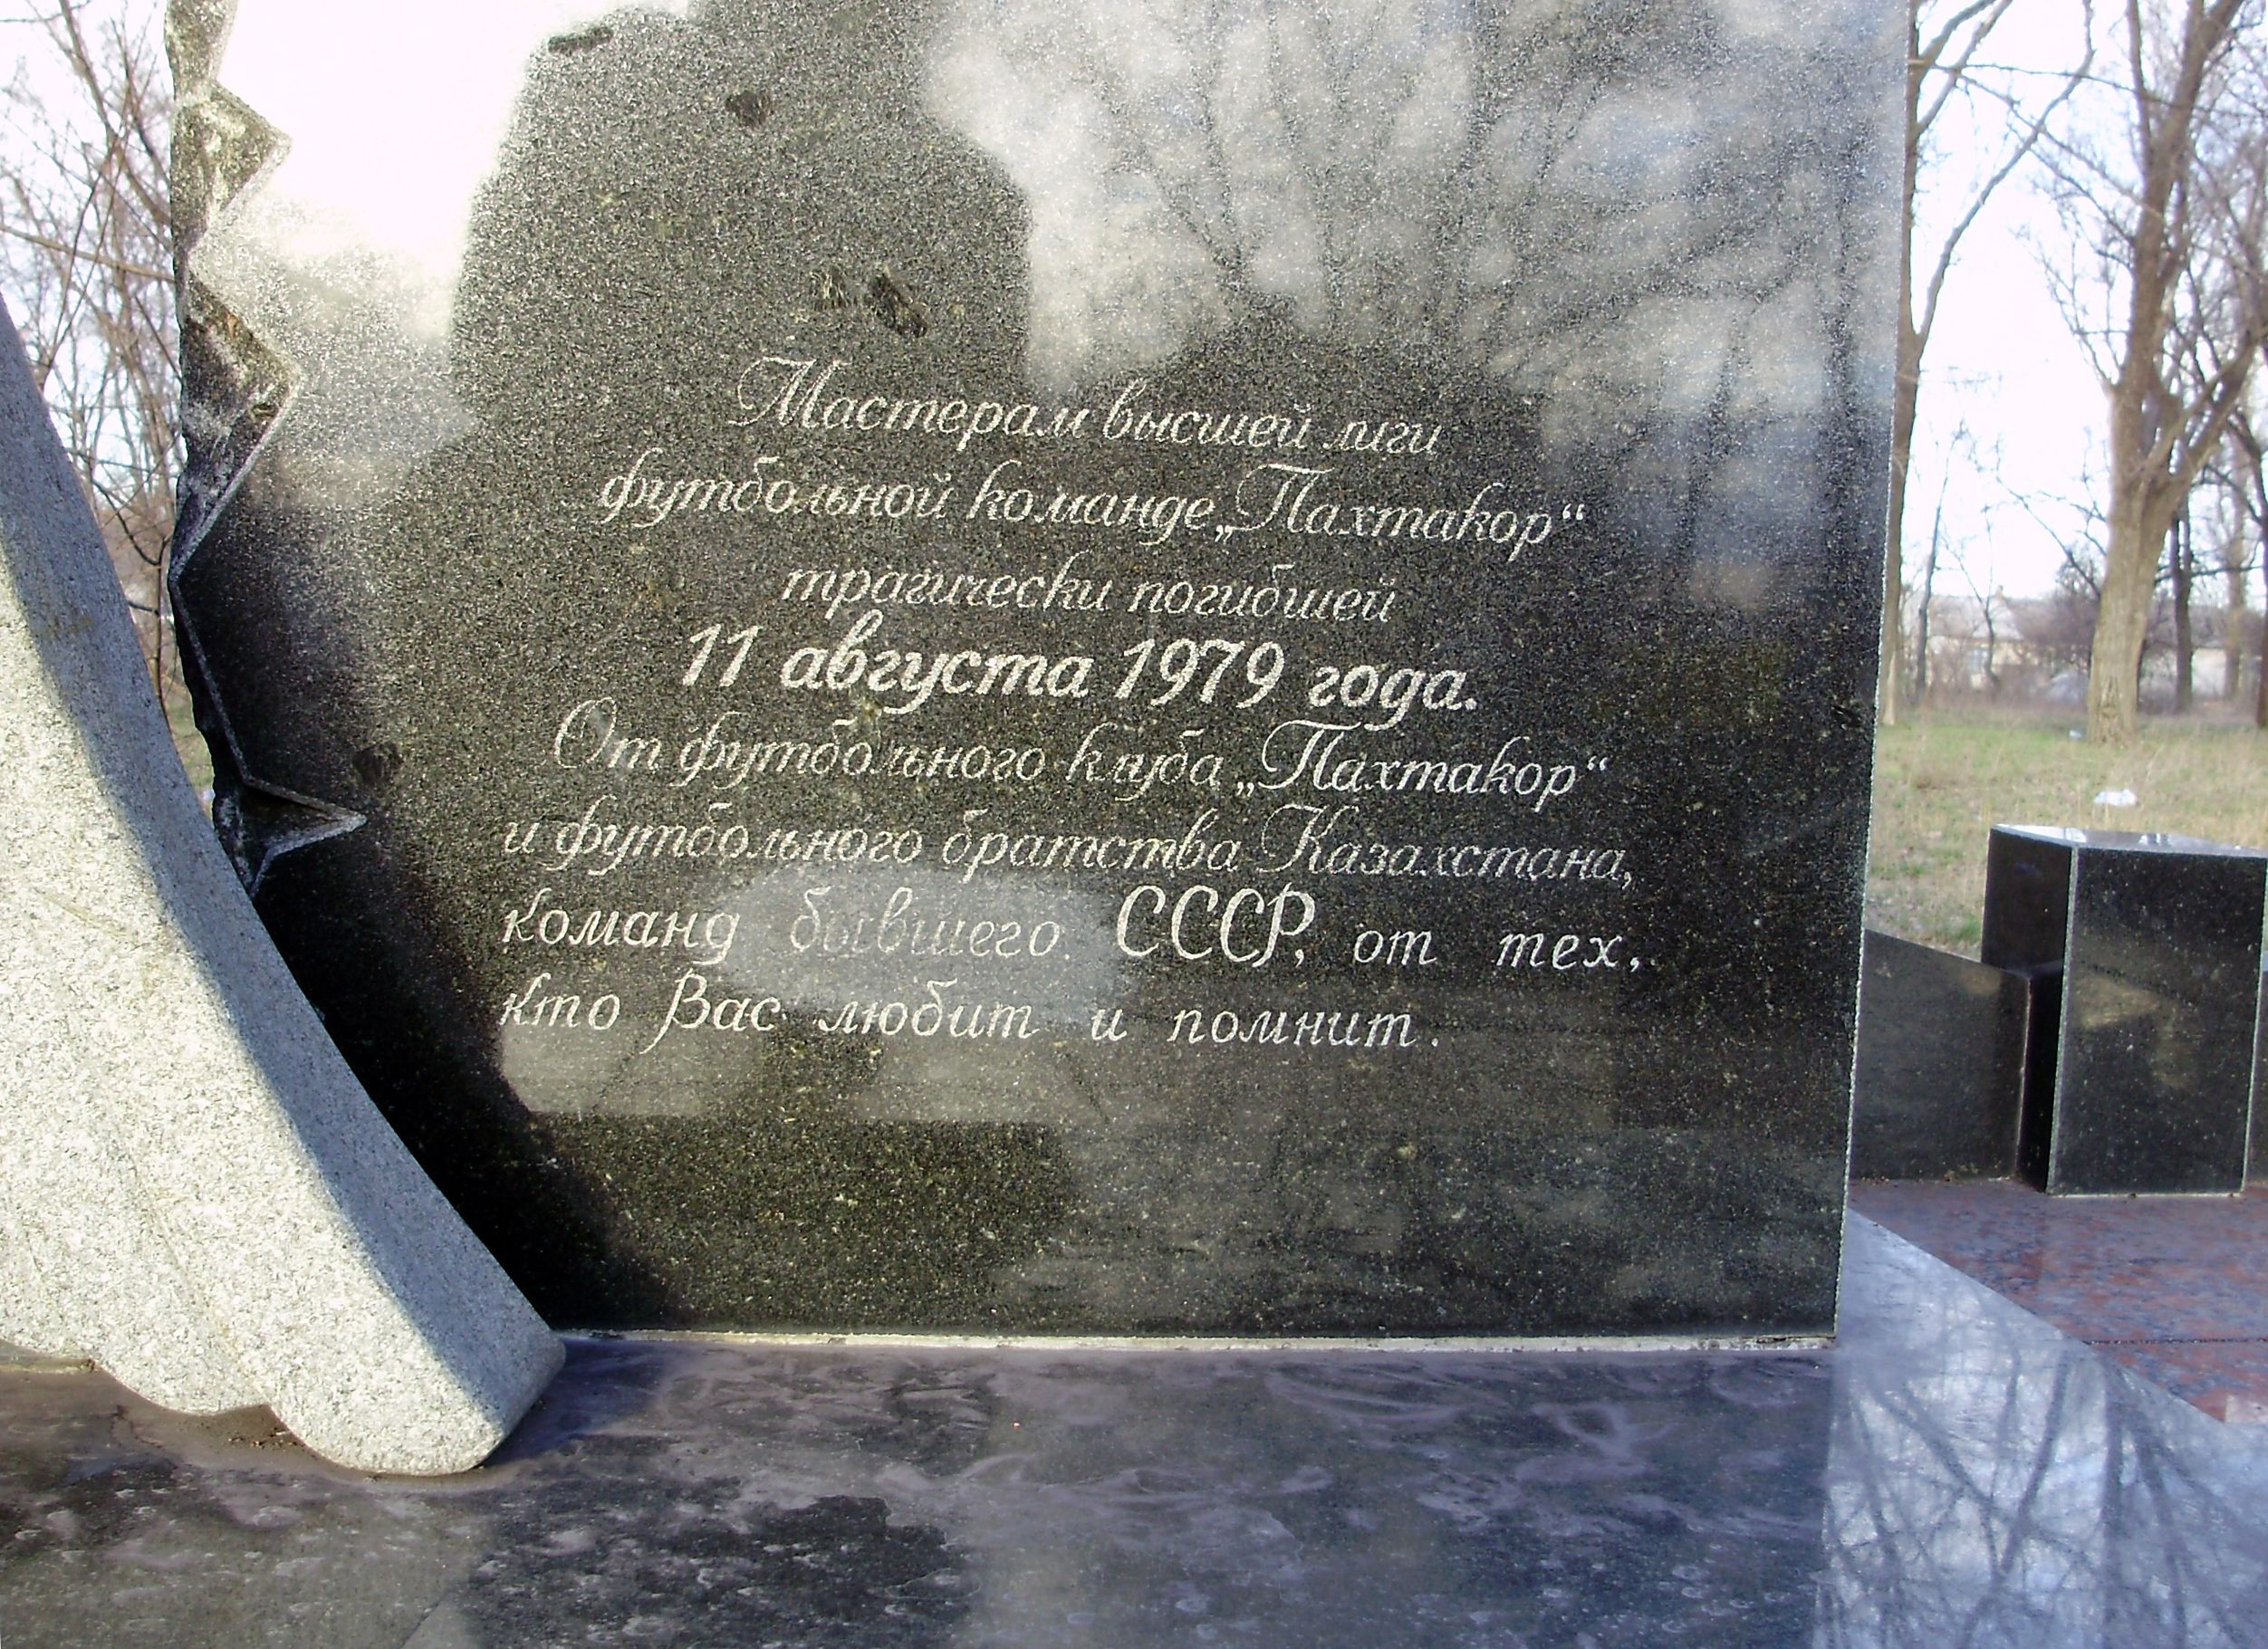 Мастерам высшей лиги
футбольной команде „Пахтакор“
трагически погибшей
11 августа 1979 года.
От футбольного клуба „Пахтакор“
и футбольного братства Казахстана,
команд бывшего СССР, от тех,
кто Вас любит и помнит.